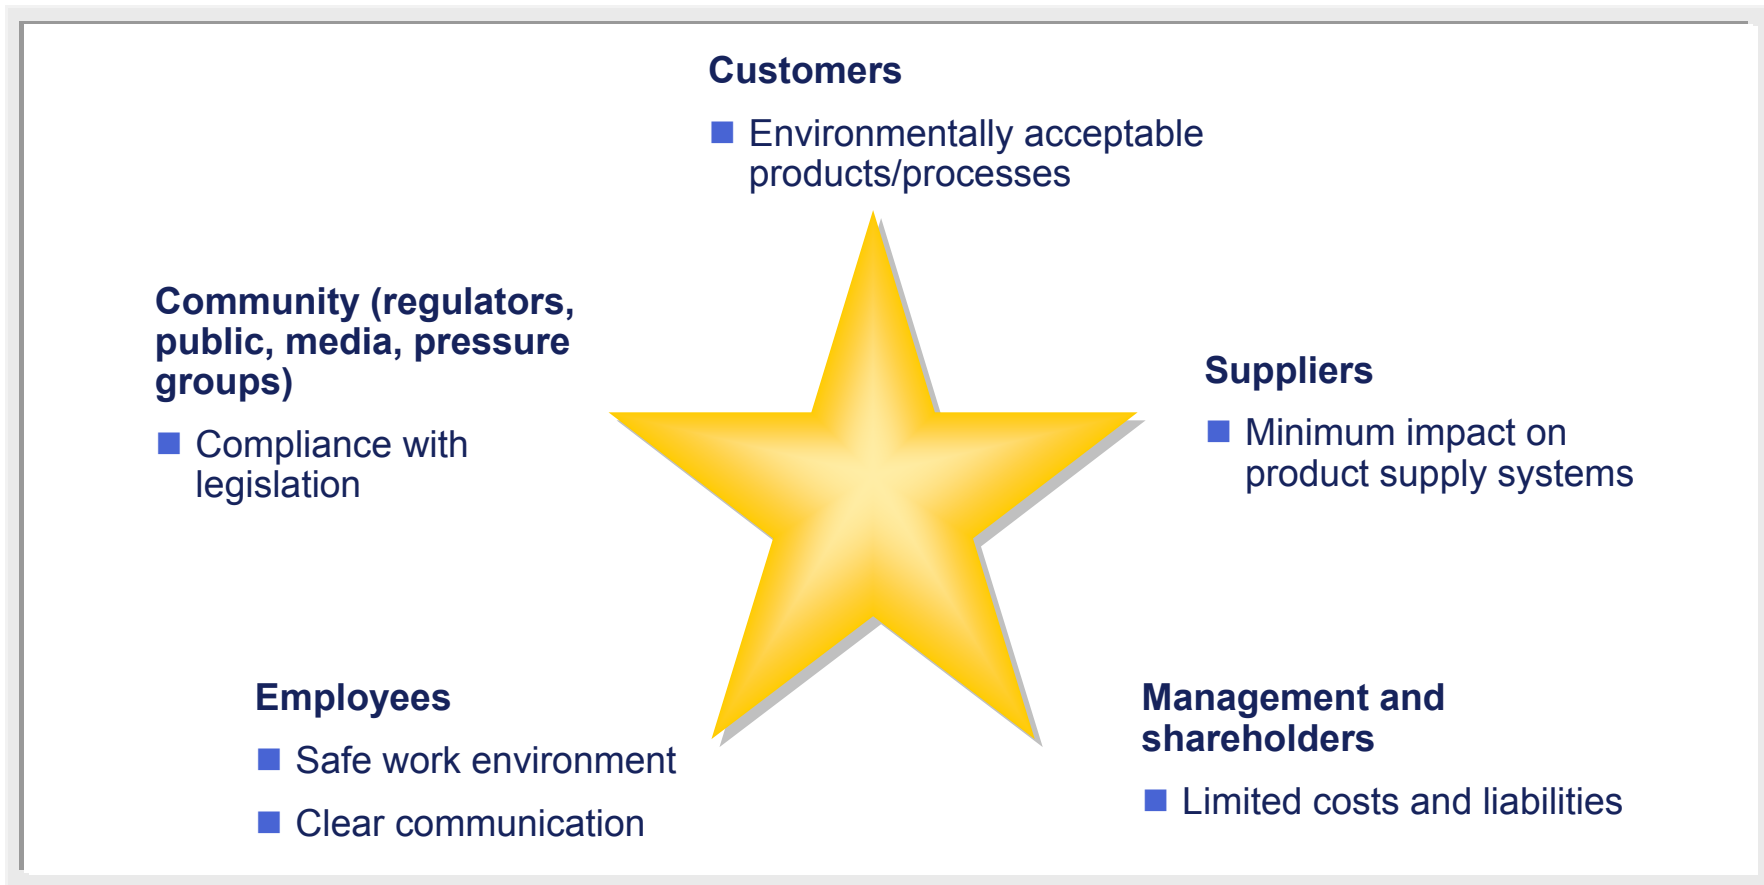 Customers
Environmentally acceptable
products/processes
Community (regulators,
public, media, pressure
groups)
Compliance with
legislation
Suppliers
Minimum impact on
product supply systems
Employees
Safe work environment
Clear communication
Management and
shareholders
Limited costs and liabilities